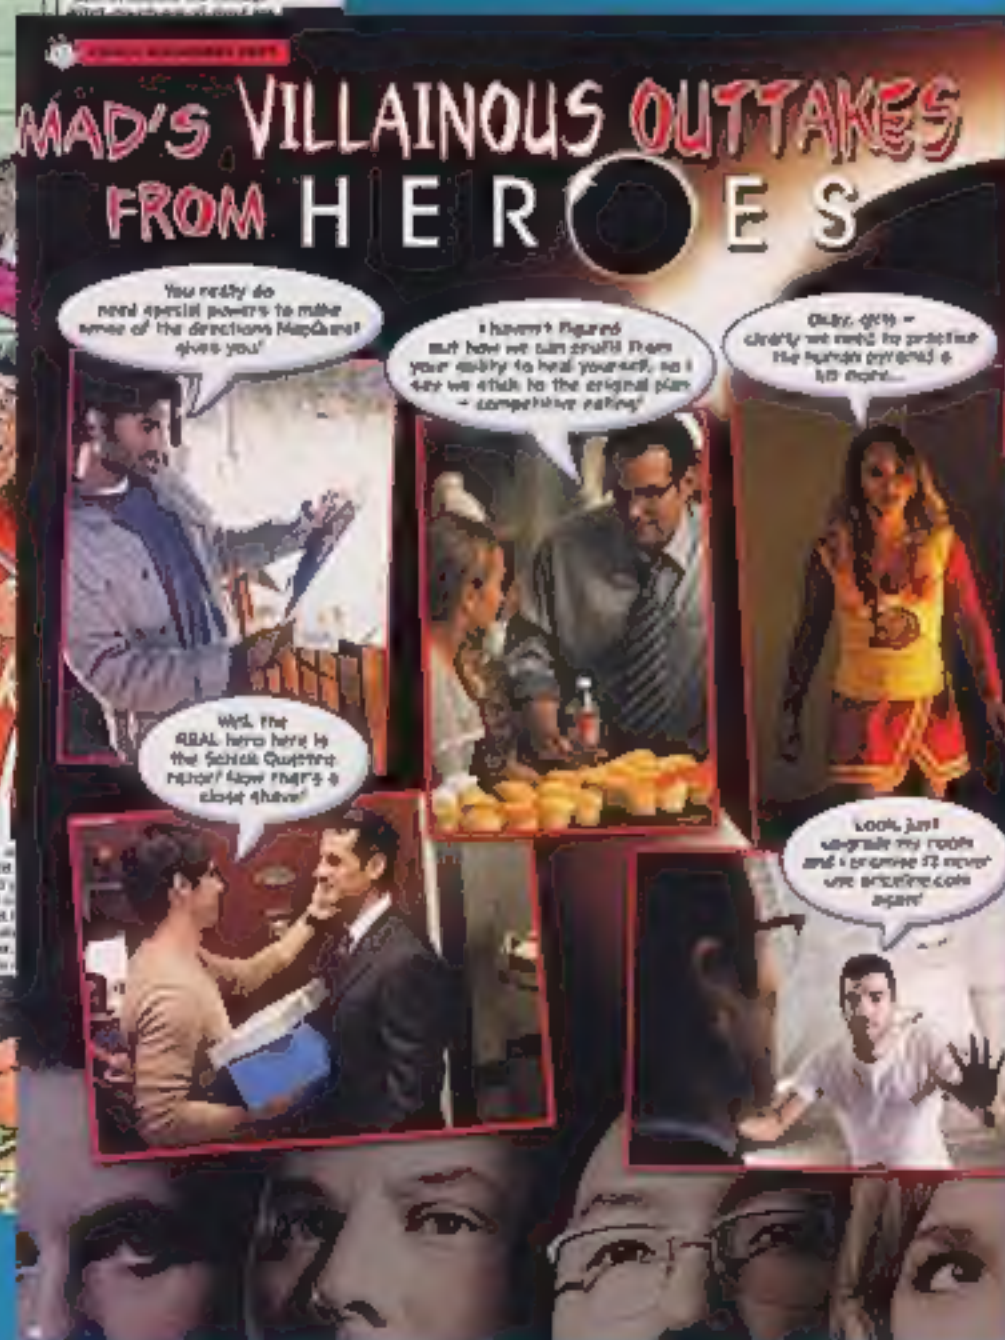 MAD'S VILLAINOUS OUTTAKES
FROM HEROES
You really do
need special powers to make
sense of the directions MapQuest
gives you!
I haven't figured
out how we can profit from
your ability to heal yourself, so I
say we stick to the original plan
– competitive eating!
Okay, girls –
clearly we need to practice
the human pyramid a
bit more...
Well, the
REAL hero here is
the Schick Quattro
razor! Now that's a
close shave!
Look, just
upgrade my room
and I promise I'll never
use priceline.com
again!